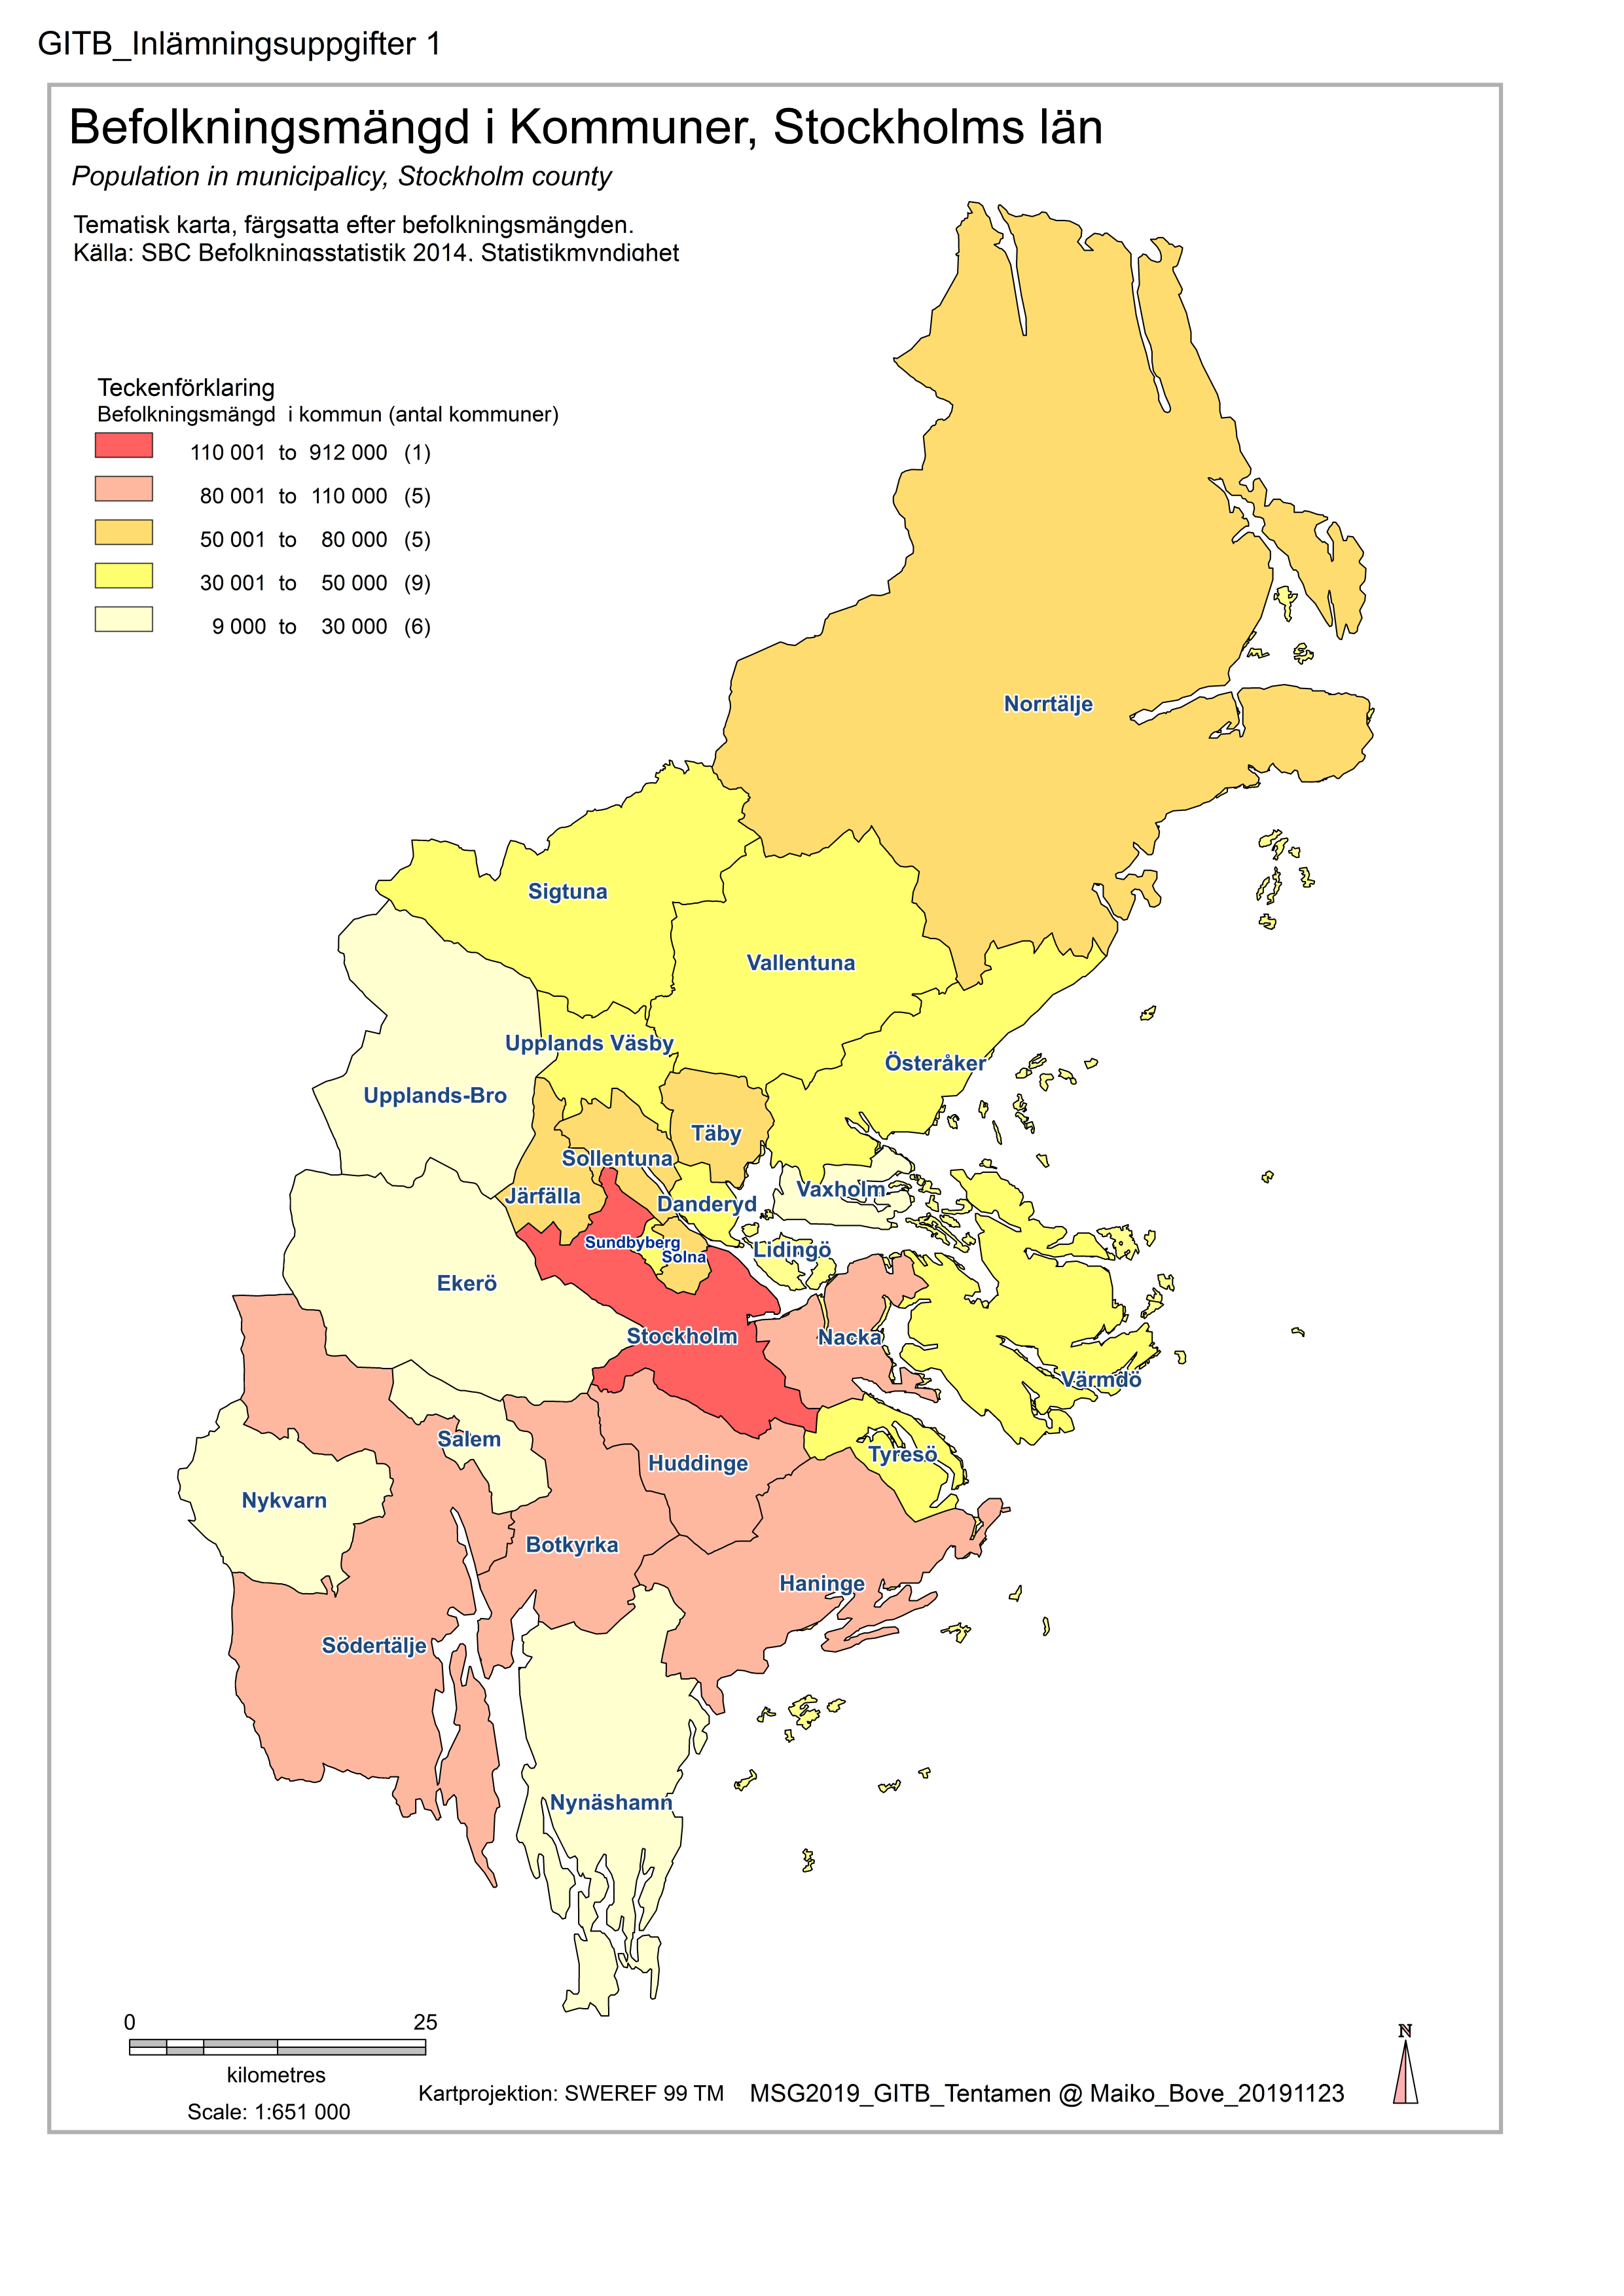 GITB_Inlämningsuppgifter 1
Befolkningsmängd i Kommuner, Stockholms län
Population in municipalicy, Stockholm county
Tematisk karta, färgsatta efter befolkningsmängden.
Källa: SBC Befolkningsstatistik 2014. Statistikmyndighet
Teckenförklaring
Befolkningsmängd i kommun (antal kommuner)
110 001 to 912 000 (1)
80 001 to 110 000 (5)
50 001 to 80 000 (5)
30 001 to 50 000 (9)
9 000 to 30 000 (6)
Norrtälje
Sigtuna
Vallentuna
Upplands Väsby
Österåker
Upplands-Bro
Täby
Sollentuna
Vaxholm
Järfälla
Danderyd
Sundbyberg
Lidingö
Solna
Ekerö
Stockholm
Nacka
Värmdö
Salem
Tyresö
Huddinge
Nykvarn
Botkyrka
Haninge
Södertälje
Nynäshamn
0 25
kilometres
Scale: 1:651 000
Kartprojektion: SWEREF 99 TM
MSG2019_GITB_Tentamen @ Maiko_Bove_20191123
N